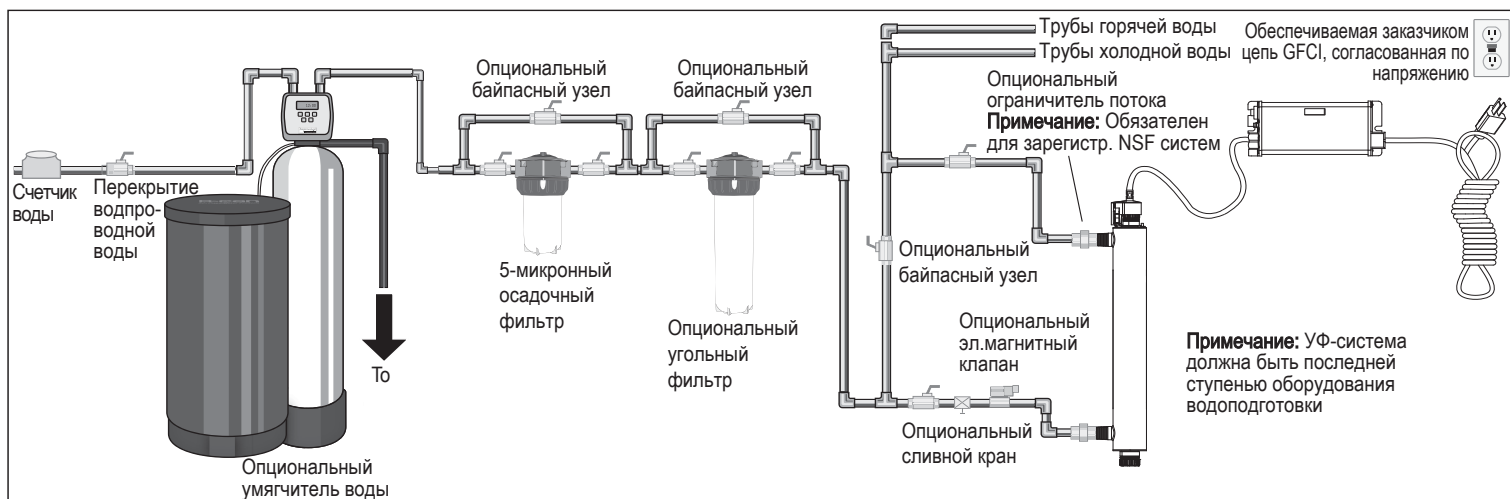 Трубы горячей воды
Трубы холодной воды
Обеспечиваемая заказчиком
цепь GFCI, согласованная по
напряжению
Опциональный
байпасный узел
Опциональный
байпасный узел
Опциональный
ограничитель потока
Примечание: Обязателен
для зарегистр. NSF систем
Счетчик
воды
Перекрытие
водпро-
водной
воды
5-микронный
осадочный
фильтр
Опциональный
угольный
фильтр
Опциональный
байпасный узел
Опциональный
эл.магнитный
клапан
То
Примечание: УФ-система
должна быть последней
ступенью оборудования
водоподготовки
Опциональный
сливной кран
Опциональный
умягчитель воды